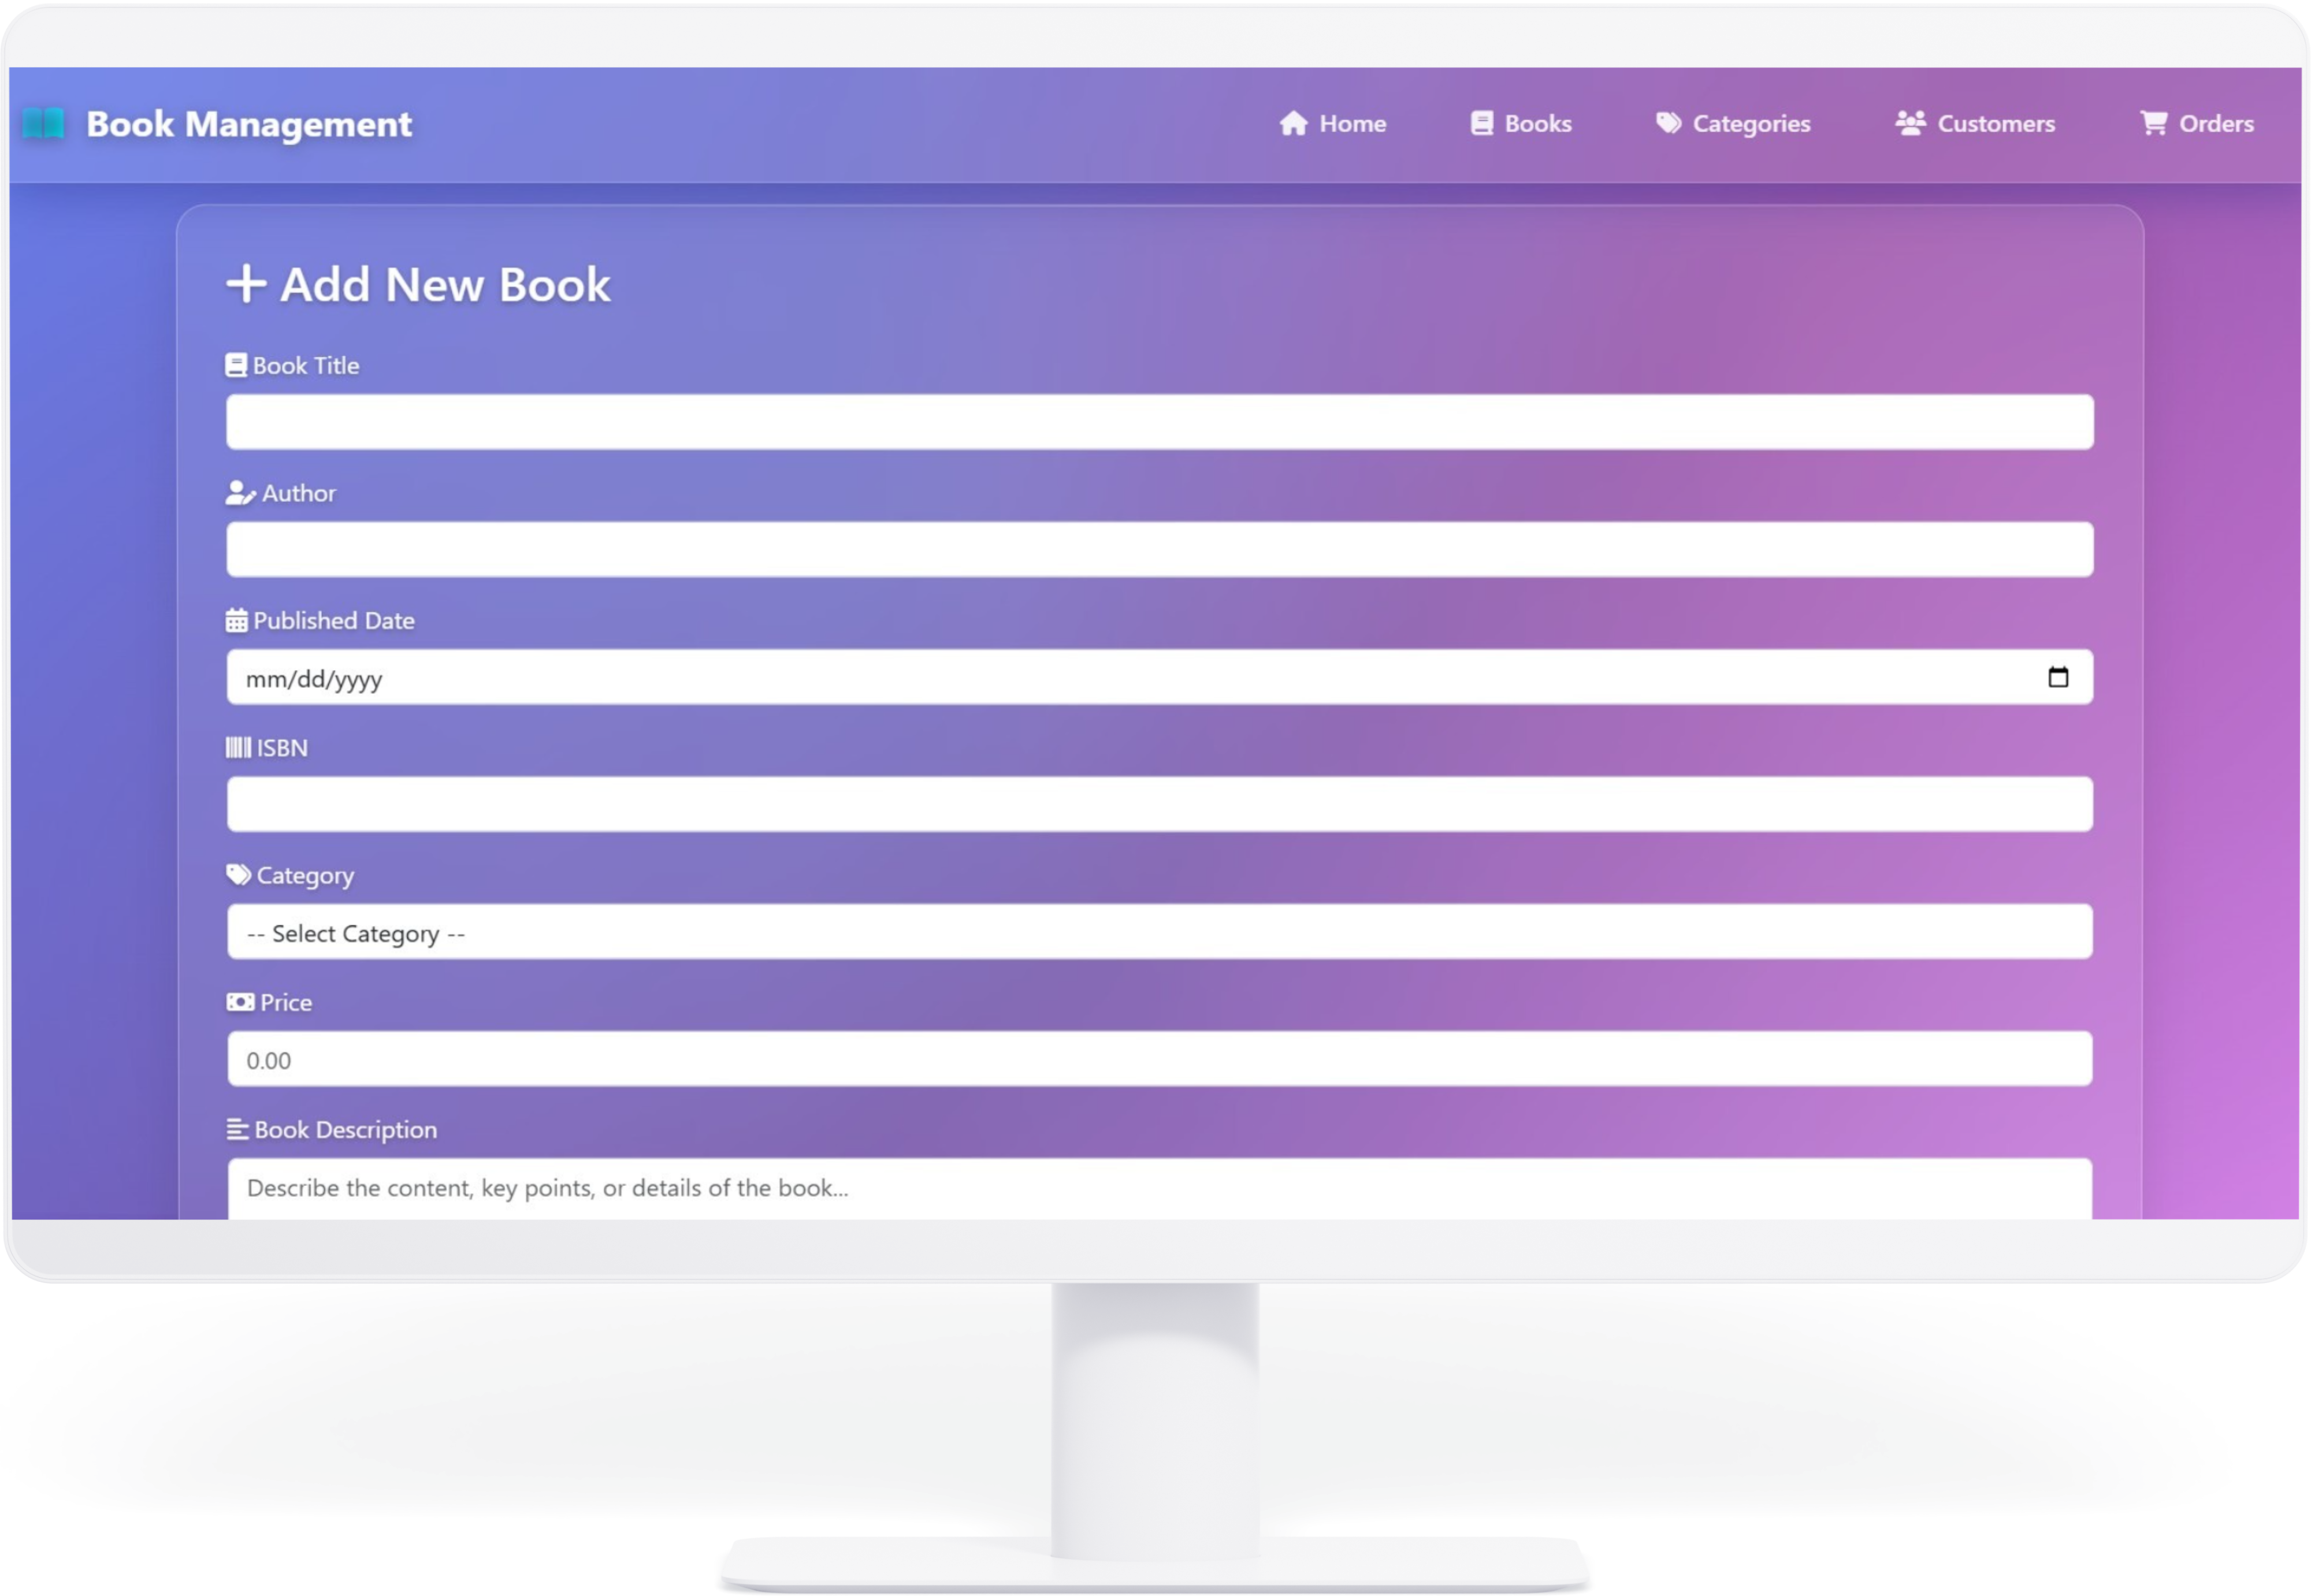 Book Management
Home Books Categories Customers Orders
Add New Book
Book Title
Author
Published Date
mm/dd/yyyy
ISBN
Category
-- Select Category --
Price
0.00
Book Description
Describe the content, key points, or details of the book...